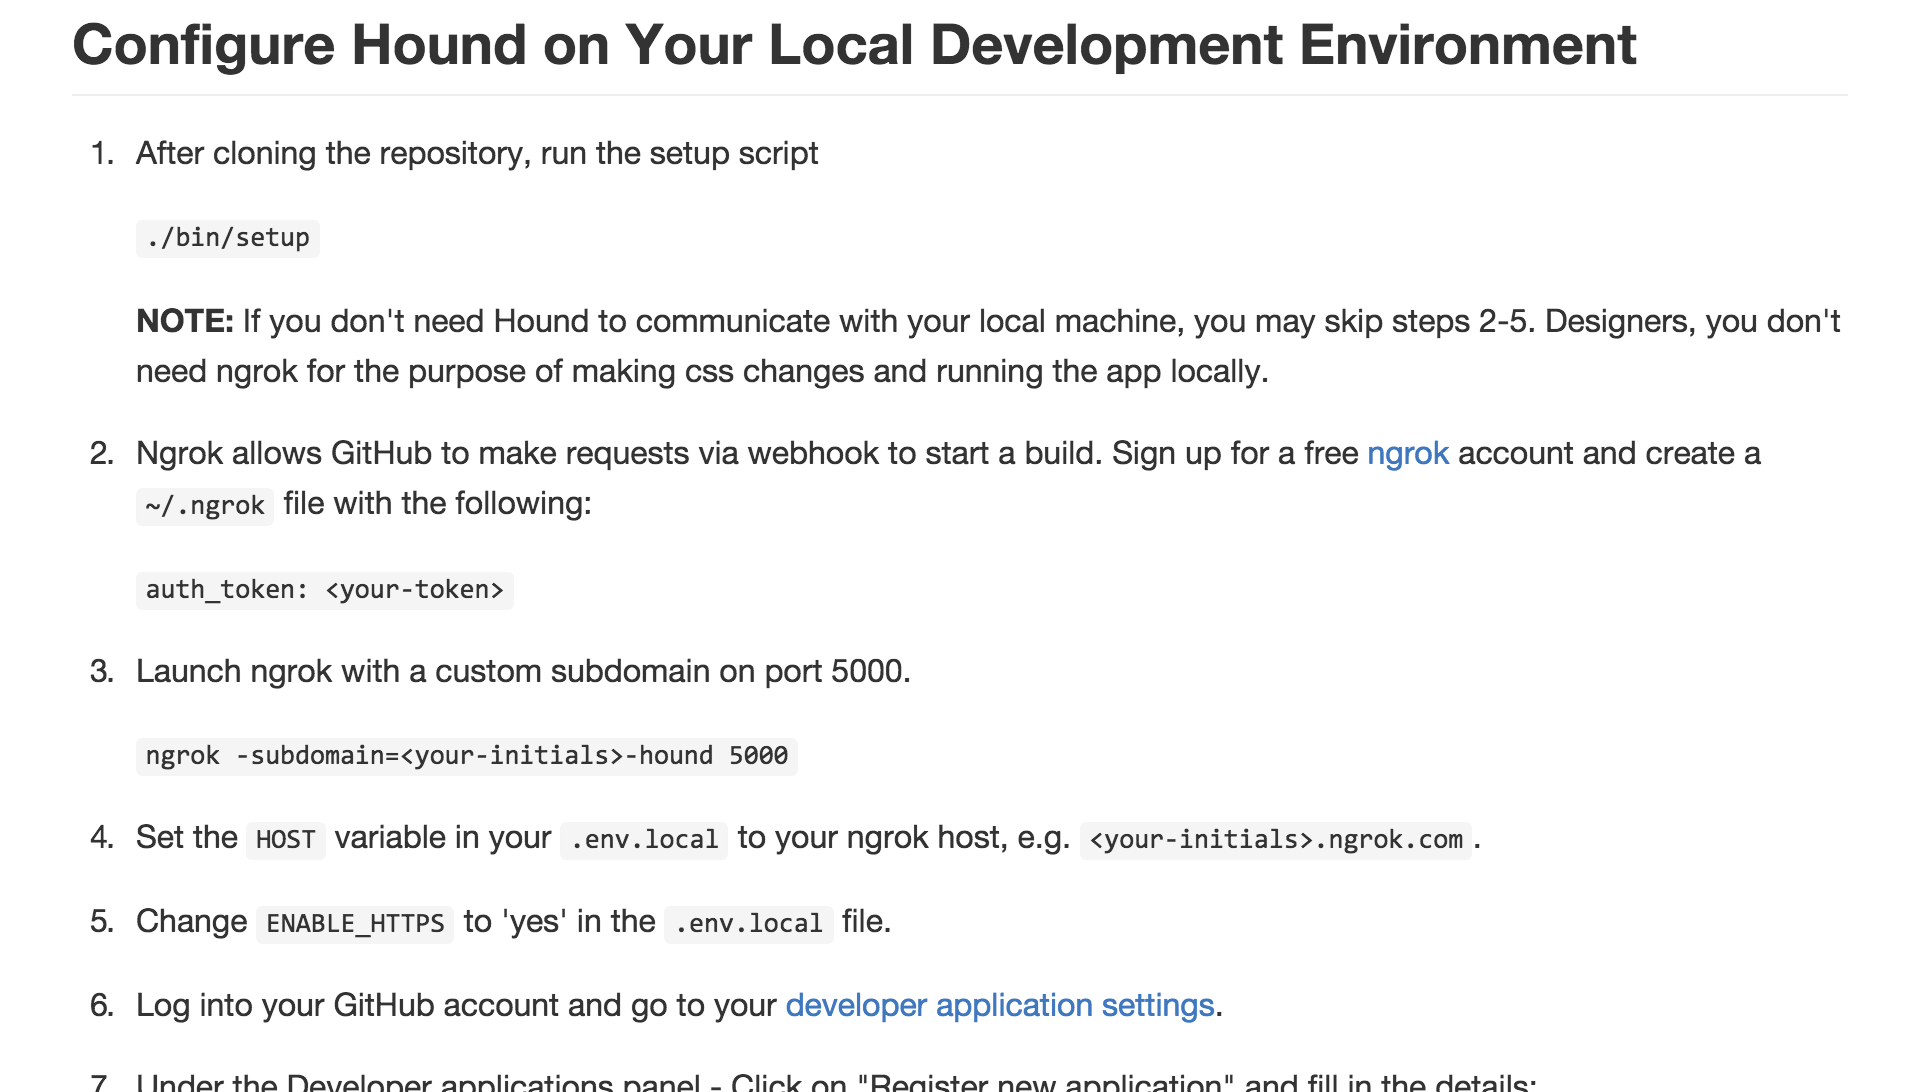 Configure Hound on Your Local Development Environment
1. After cloning the repository, run the setup script
./bin/setup
NOTE: If you don't need Hound to communicate with your local machine, you may skip steps 2-5. Designers, you don't
need ngrok for the purpose of making css changes and running the app locally.
2. Ngrok allows GitHub to make requests via webhook to start a build. Sign up for a free ngrok account and create a
~/.ngrok file with the following:
auth_token: <your-token>
3. Launch ngrok with a custom subdomain on port 5000.
ngrok -subdomain=<your-initials>-hound 5000
4. Set the HOST variable in your .env.local to your ngrok host, e.g. <your-initials>.ngrok.com.
5. Change ENABLE_HTTPS to 'yes' in the .env.local file.
6. Log into your GitHub account and go to your developer application settings.
7. Under the Developer applications panel - Click on "Register new application" and fill in the details: